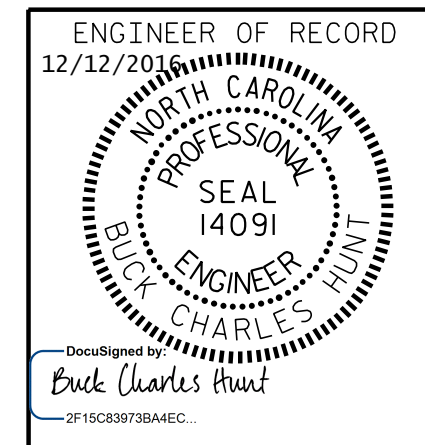 ENGINEER OF RECORD
12/12/2016
NORTH CAROLINA
PROFESSIONAL
SEAL
14091
ENGINEER
BUCK CHARLES HUNT
DocuSigned by:
Buck Charles Hunt
2F15C83973BA4EC...